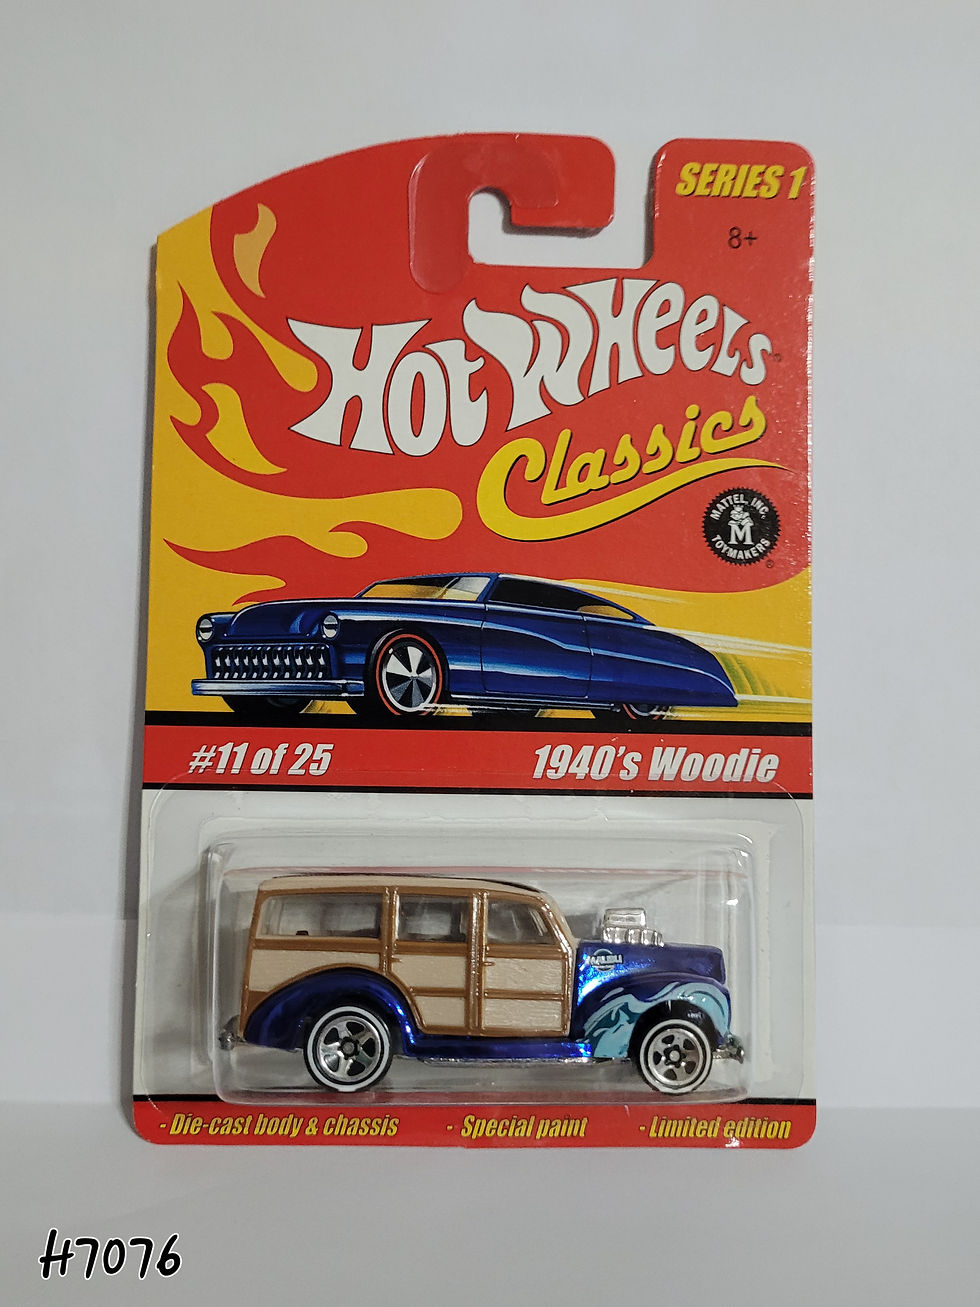 SERIES 1
8+
HOT WHEELS
Classics
MATTEL, INC.
M
TOYMAKERS
#11 of 25
1940's Woodie
MALIBU
- Die-cast body & chassis
- Special paint
- Limited edition
H7076